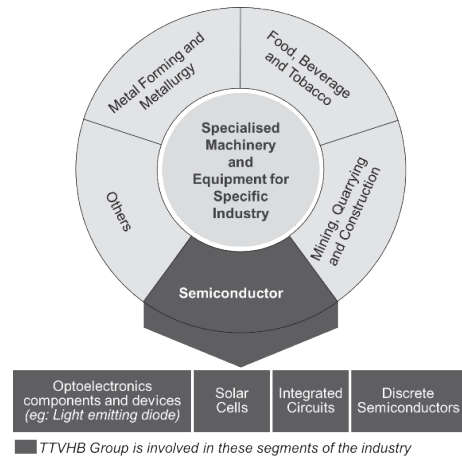 Metal Forming and
Metallurgy
Food, Beverage
and Tobacco
Specialised
Machinery
and
Equipment for
Specific
Industry
Others
Mining, Quarrying
and Construction
Semiconductor
Optoelectronics
components and devices
(eg: Light emitting diode)
Solar
Cells
Integrated
Circuits
Discrete
Semiconductors
TTVHB Group is involved in these segments of the industry